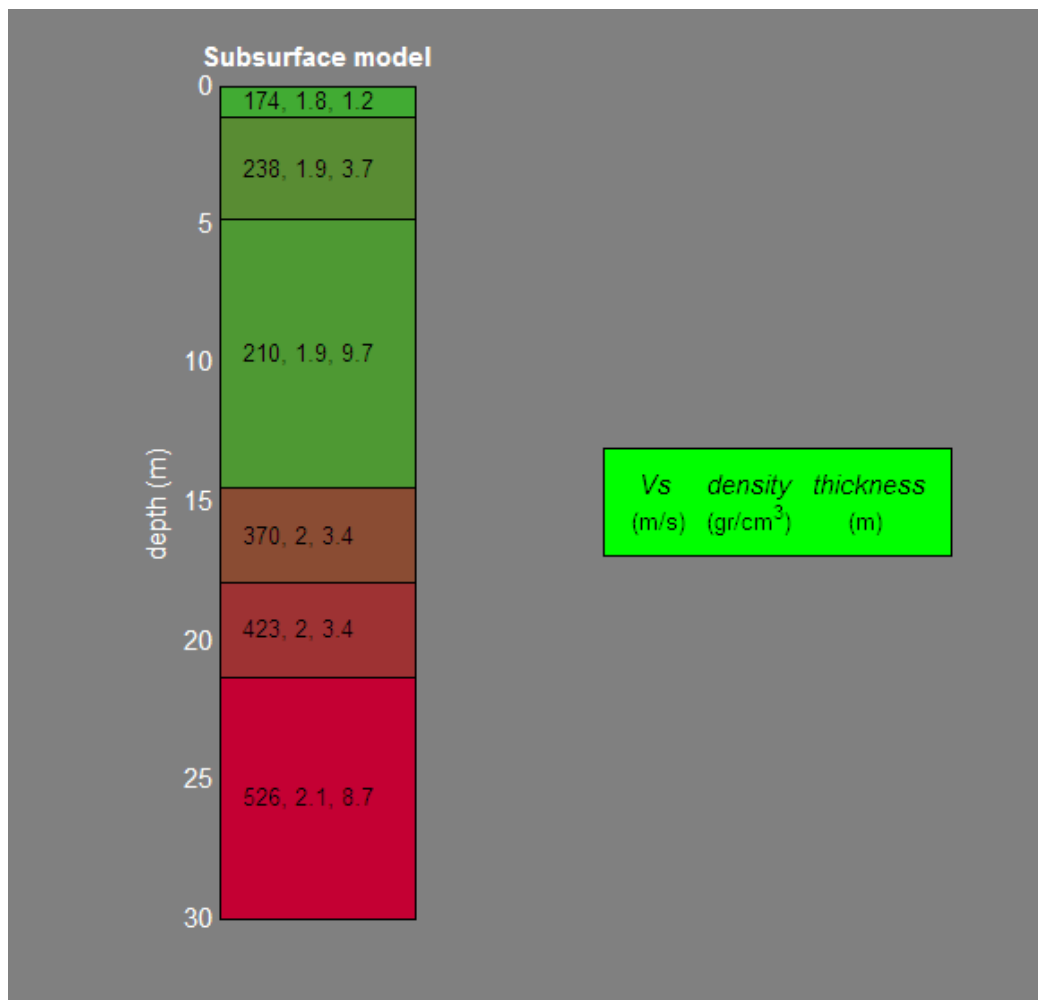 Subsurface model
0
174, 1.8, 1.2
238, 1.9, 3.7
5
210, 1.9, 9.7
10
depth (m)
15
370, 2, 3.4
423, 2, 3.4
20
25
526, 2.1, 8.7
30
Vs density thickness
(m/s) (gr/cm³) (m)